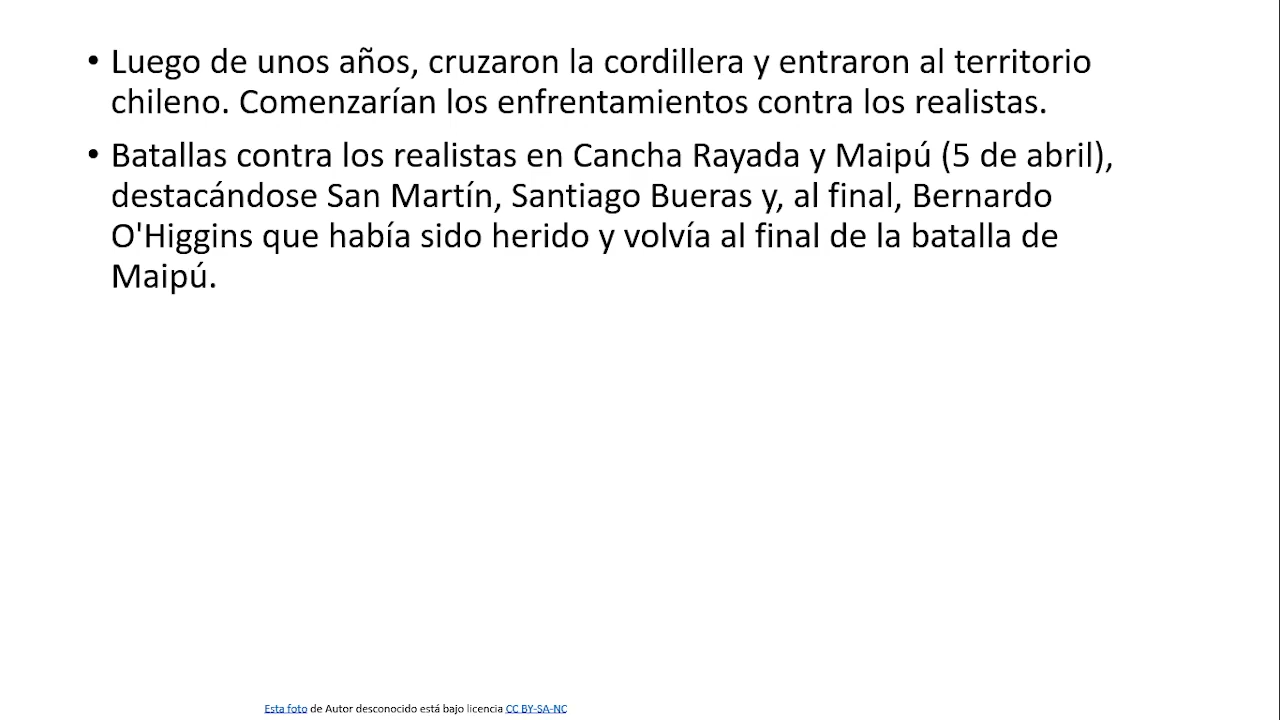 • Luego de unos años, cruzaron la cordillera y entraron al territorio
chileno. Comenzarían los enfrentamientos contra los realistas.
• Batallas contra los realistas en Cancha Rayada y Maipú (5 de abril),
destacándose San Martín, Santiago Bueras y, al final, Bernardo
O'Higgins que había sido herido y volvía al final de la batalla de
Maipú.
Esta foto de Autor desconocido está bajo licencia CC BY-SA-NC